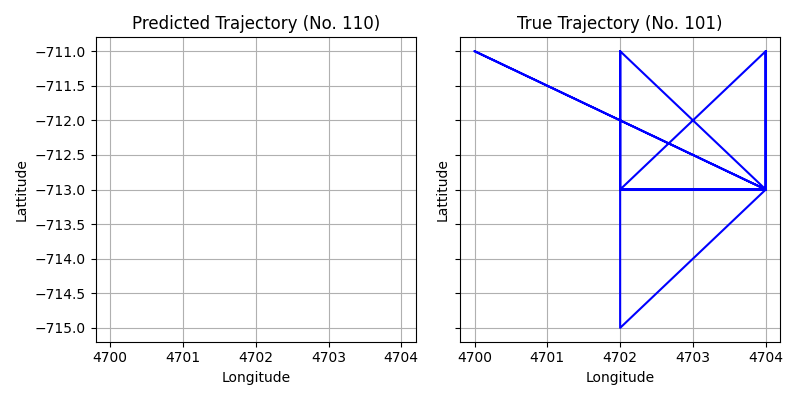 Predicted Trajectory (No. 110)
True Trajectory (No. 101)
−711.0
−711.5
−712.0
−712.5
−713.0
−713.5
−714.0
−714.5
−715.0
Lattitude
Lattitude
4700 4701 4702 4703 4704
4700 4701 4702 4703 4704
Longitude
Longitude